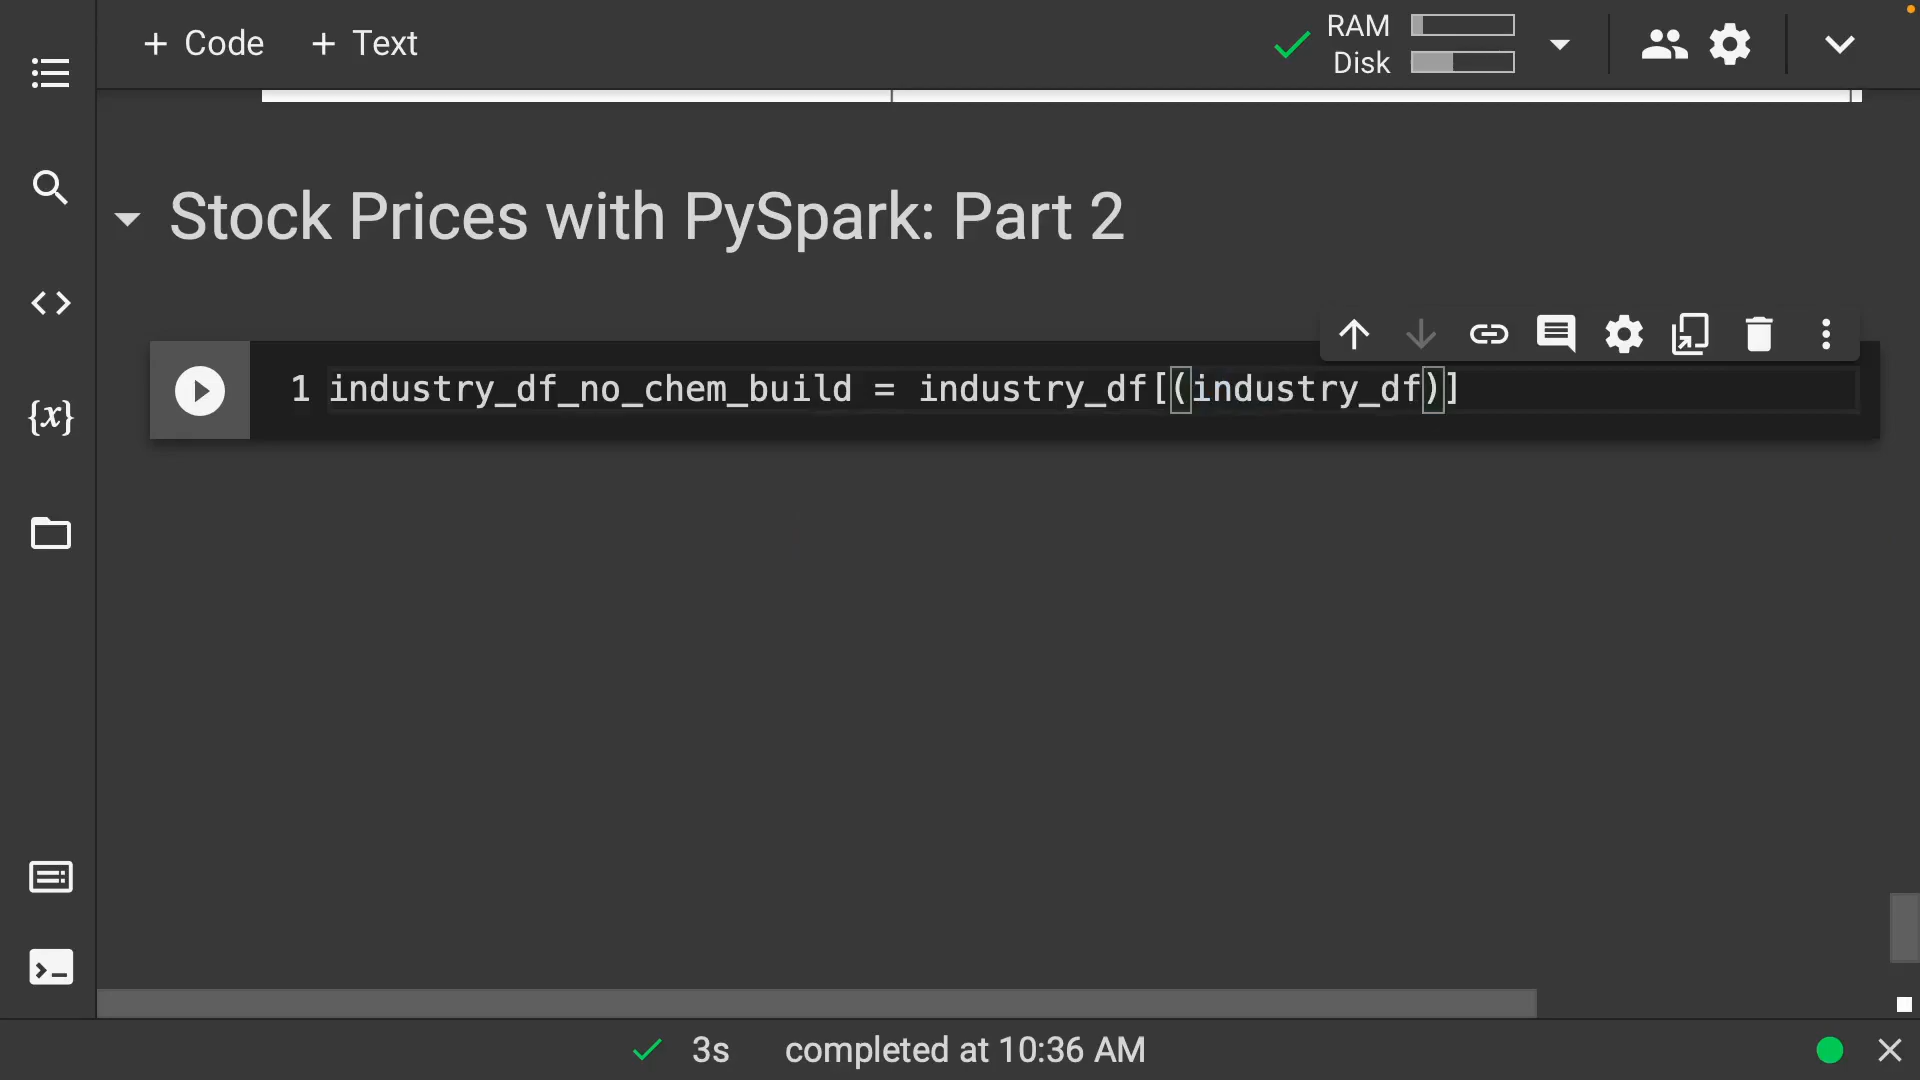 + Code + Text
RAM
Disk
Stock Prices with PySpark: Part 2
{x}
1 industry_df_no_chem_build = industry_df[(industry_df)]
3s completed at 10:36 AM